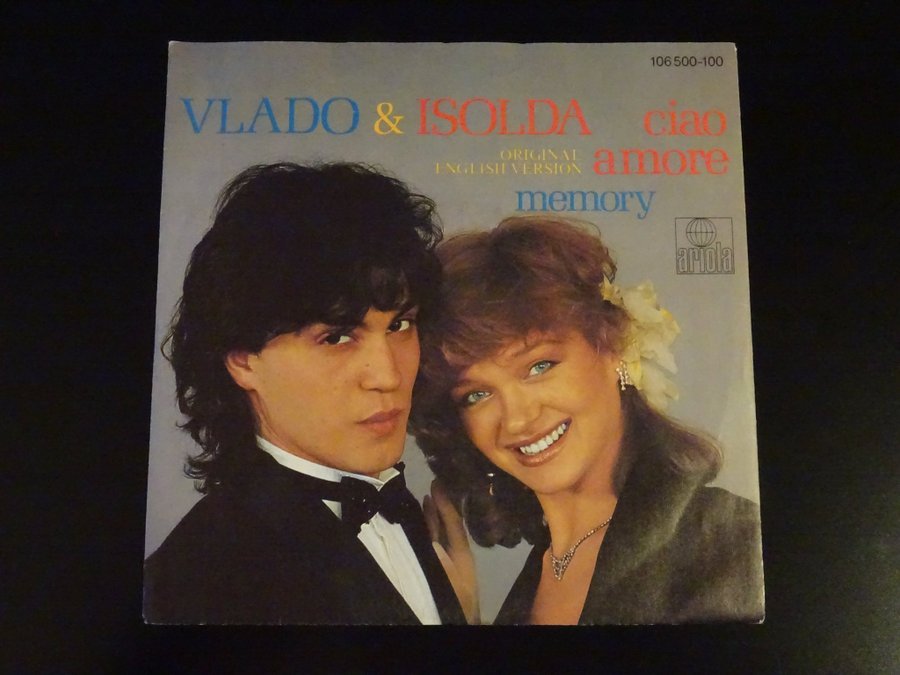 106 500-100
VLADO & ISOLDA ciao
ORIGINAL
ENGLISH VERSION amore
memory
ariola